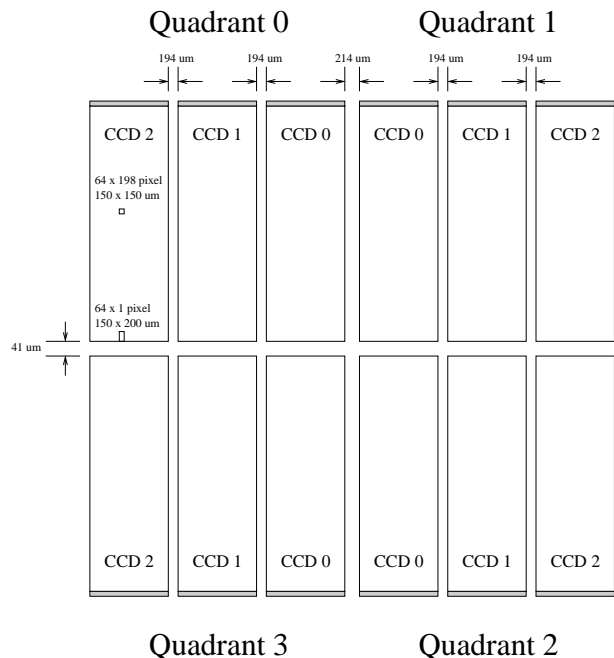 Quadrant 0 Quadrant 1
194 um 194 um 214 um 194 um 194 um
CCD 2 CCD 1 CCD 0 CCD 0 CCD 1 CCD 2
64 x 198 pixel
150 x 150 um
64 x 1 pixel
150 x 200 um
41 um
CCD 2 CCD 1 CCD 0 CCD 0 CCD 1 CCD 2
Quadrant 3 Quadrant 2